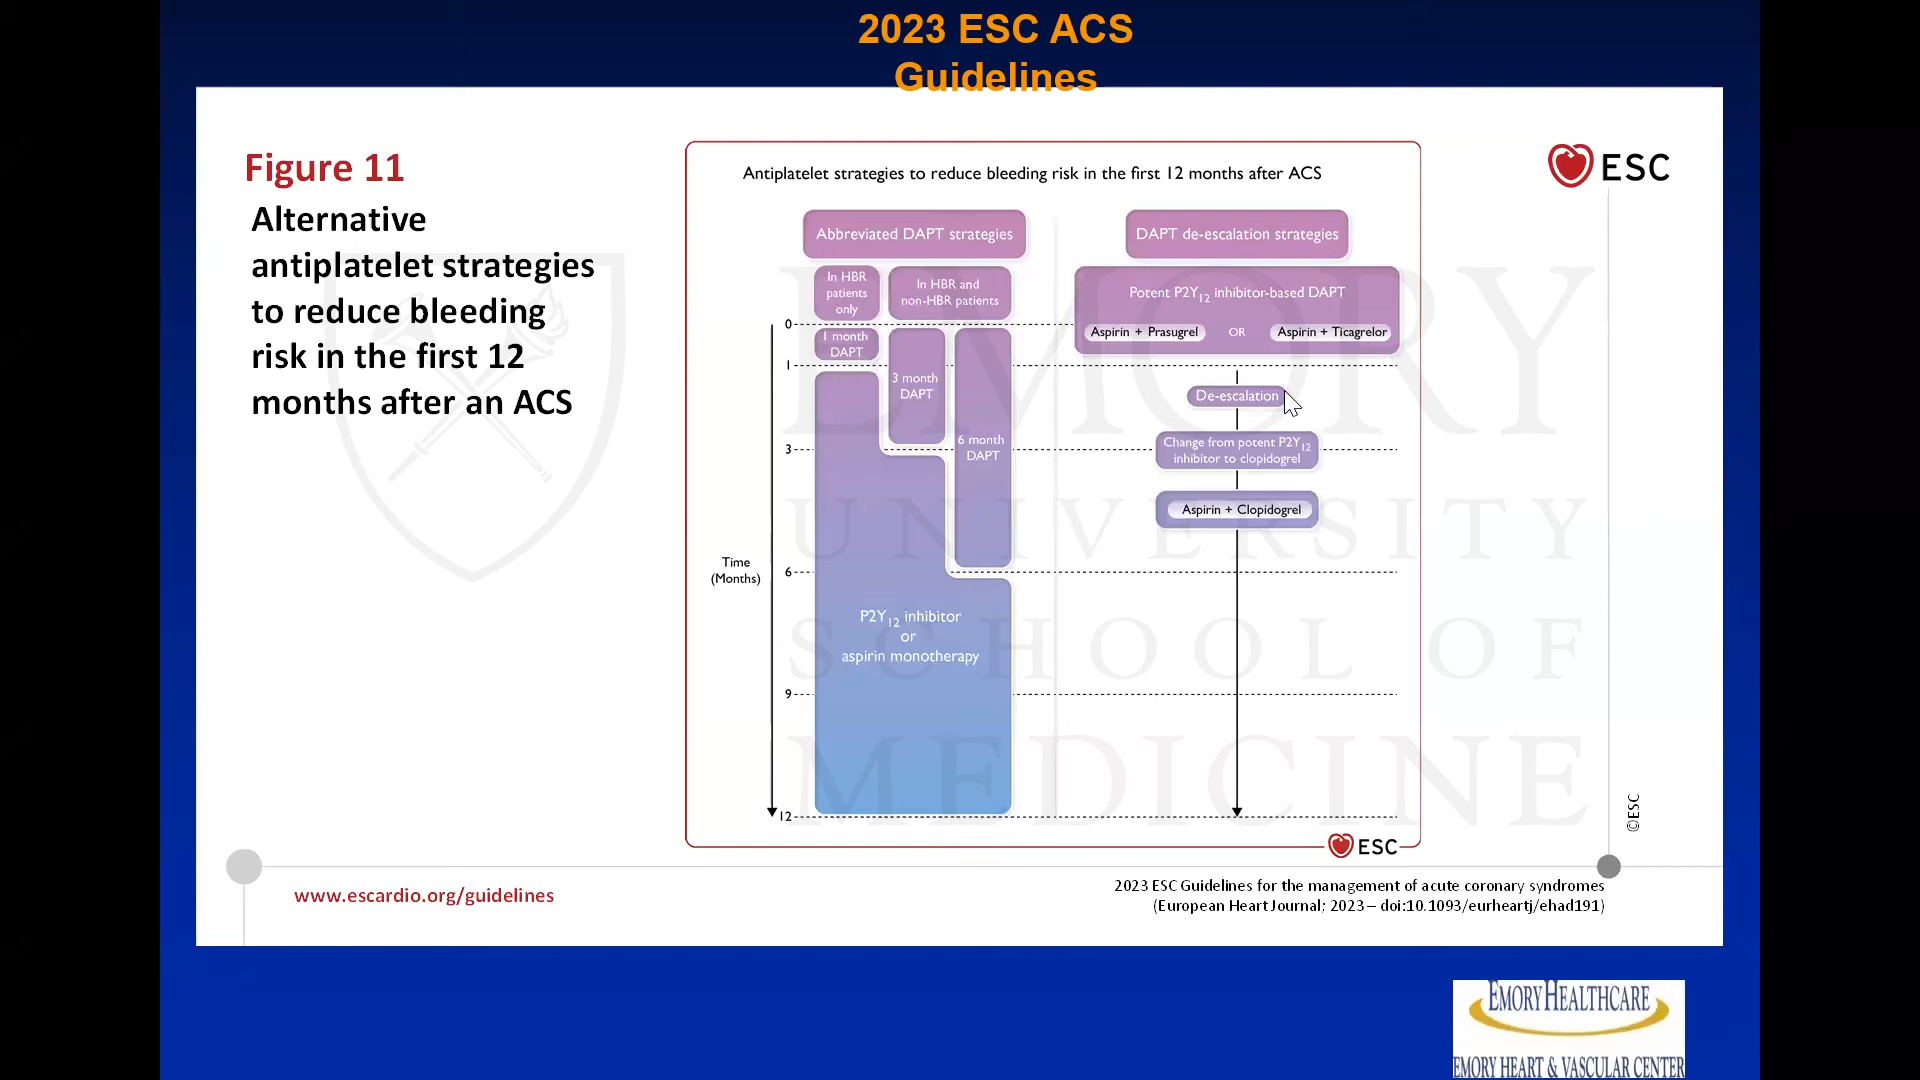 2023 ESC ACS
Guidelines
Figure 11
Alternative
antiplatelet strategies
to reduce bleeding
risk in the first 12
months after an ACS
ESC
Antiplatelet strategies to reduce bleeding risk in the first 12 months after ACS
Abbreviated DAPT strategies
In HBR
patients
only
In HBR and
non-HBR patients
1 month
DAPT
3 month
DAPT
6 month
DAPT
P2Y12 inhibitor
or
aspirin monotherapy
Time
(Months)
0
1
3
6
9
12
DAPT de-escalation strategies
Potent P2Y12 inhibitor-based DAPT
Aspirin + Prasugrel OR Aspirin + Ticagrelor
De-escalation
Change from potent P2Y12
inhibitor to clopidogrel
Aspirin + Clopidogrel
ESC
EMORY
UNIVERSITY
SCHOOL OF
MEDICINE
©ESC
www.escardio.org/guidelines
2023 ESC Guidelines for the management of acute coronary syndromes
(European Heart Journal; 2023 – doi:10.1093/eurheartj/ehad191)
EMORY HEALTHCARE
EMORY HEART & VASCULAR CENTER